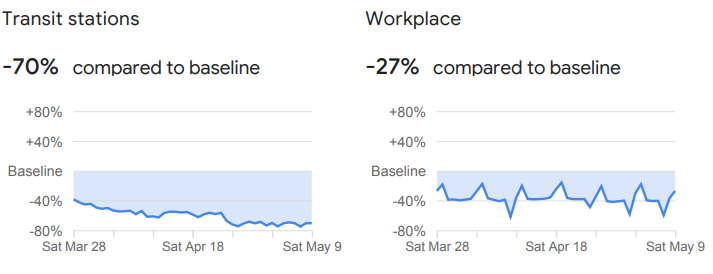 Transit stations
-70% compared to baseline
+80%
+40%
Baseline
-40%
-80%
Sat Mar 28 Sat Apr 18 Sat May 9
Workplace
-27% compared to baseline
+80%
+40%
Baseline
-40%
-80%
Sat Mar 28 Sat Apr 18 Sat May 9